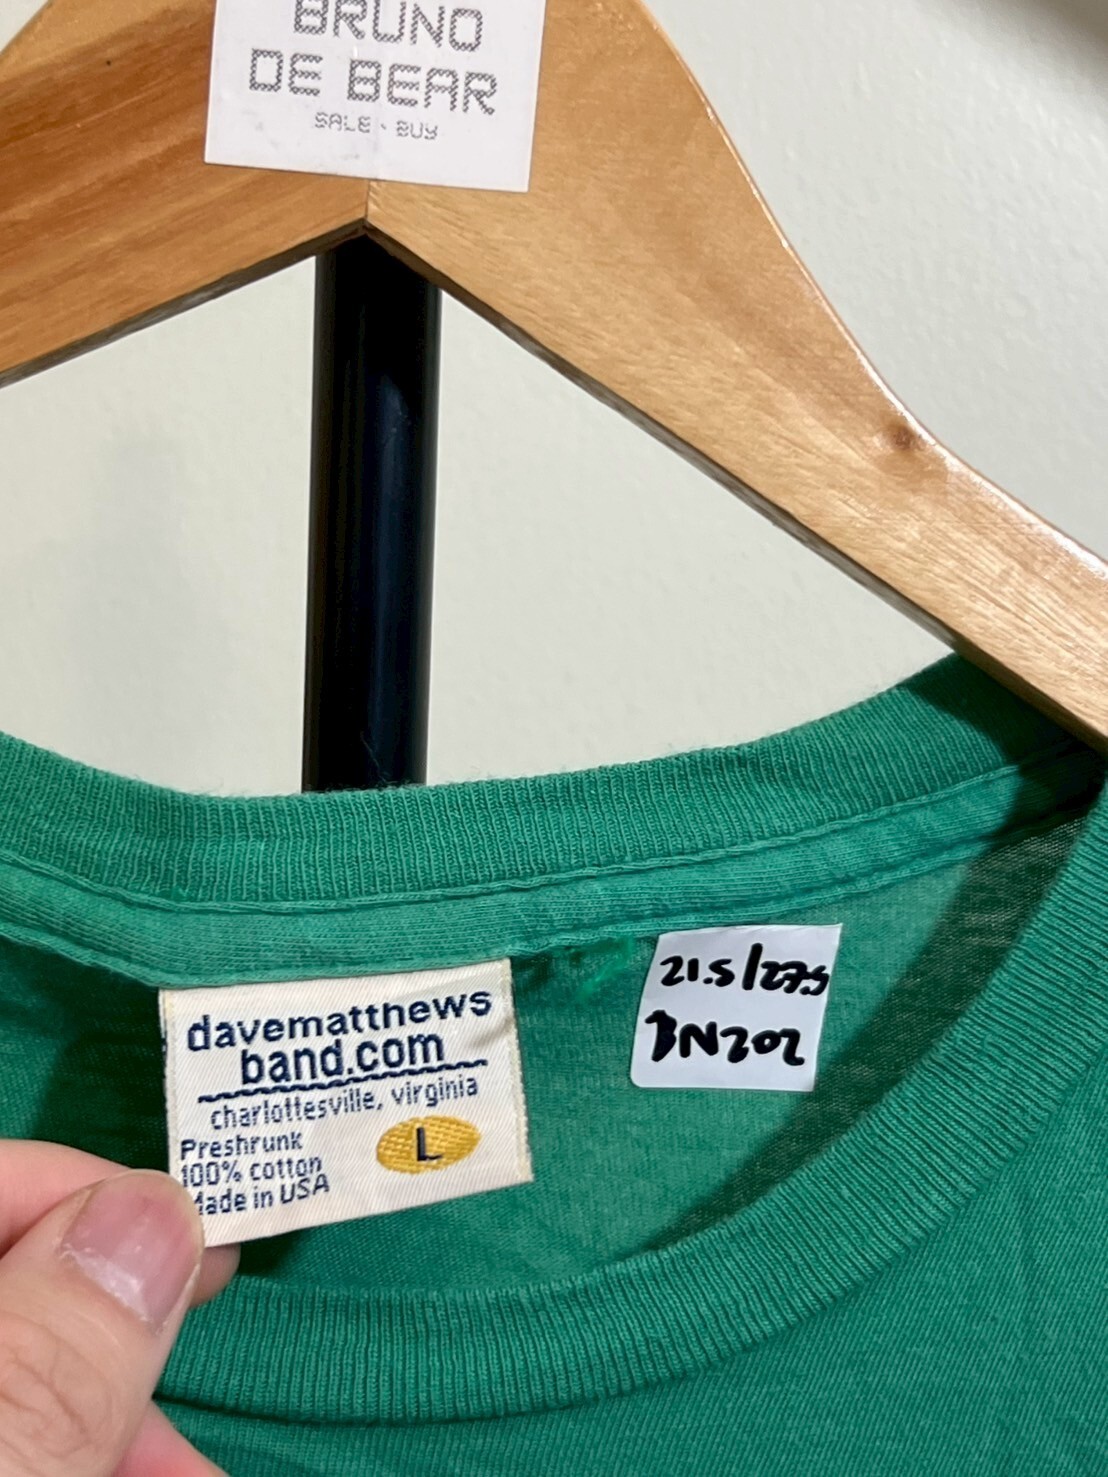 BRUNO
DE BEAR
SALE - BUY
davematthews
band.com
charlottesville, virginia
Preshrunk
100% cotton
Made in USA
L
21.5/27.5
BN202